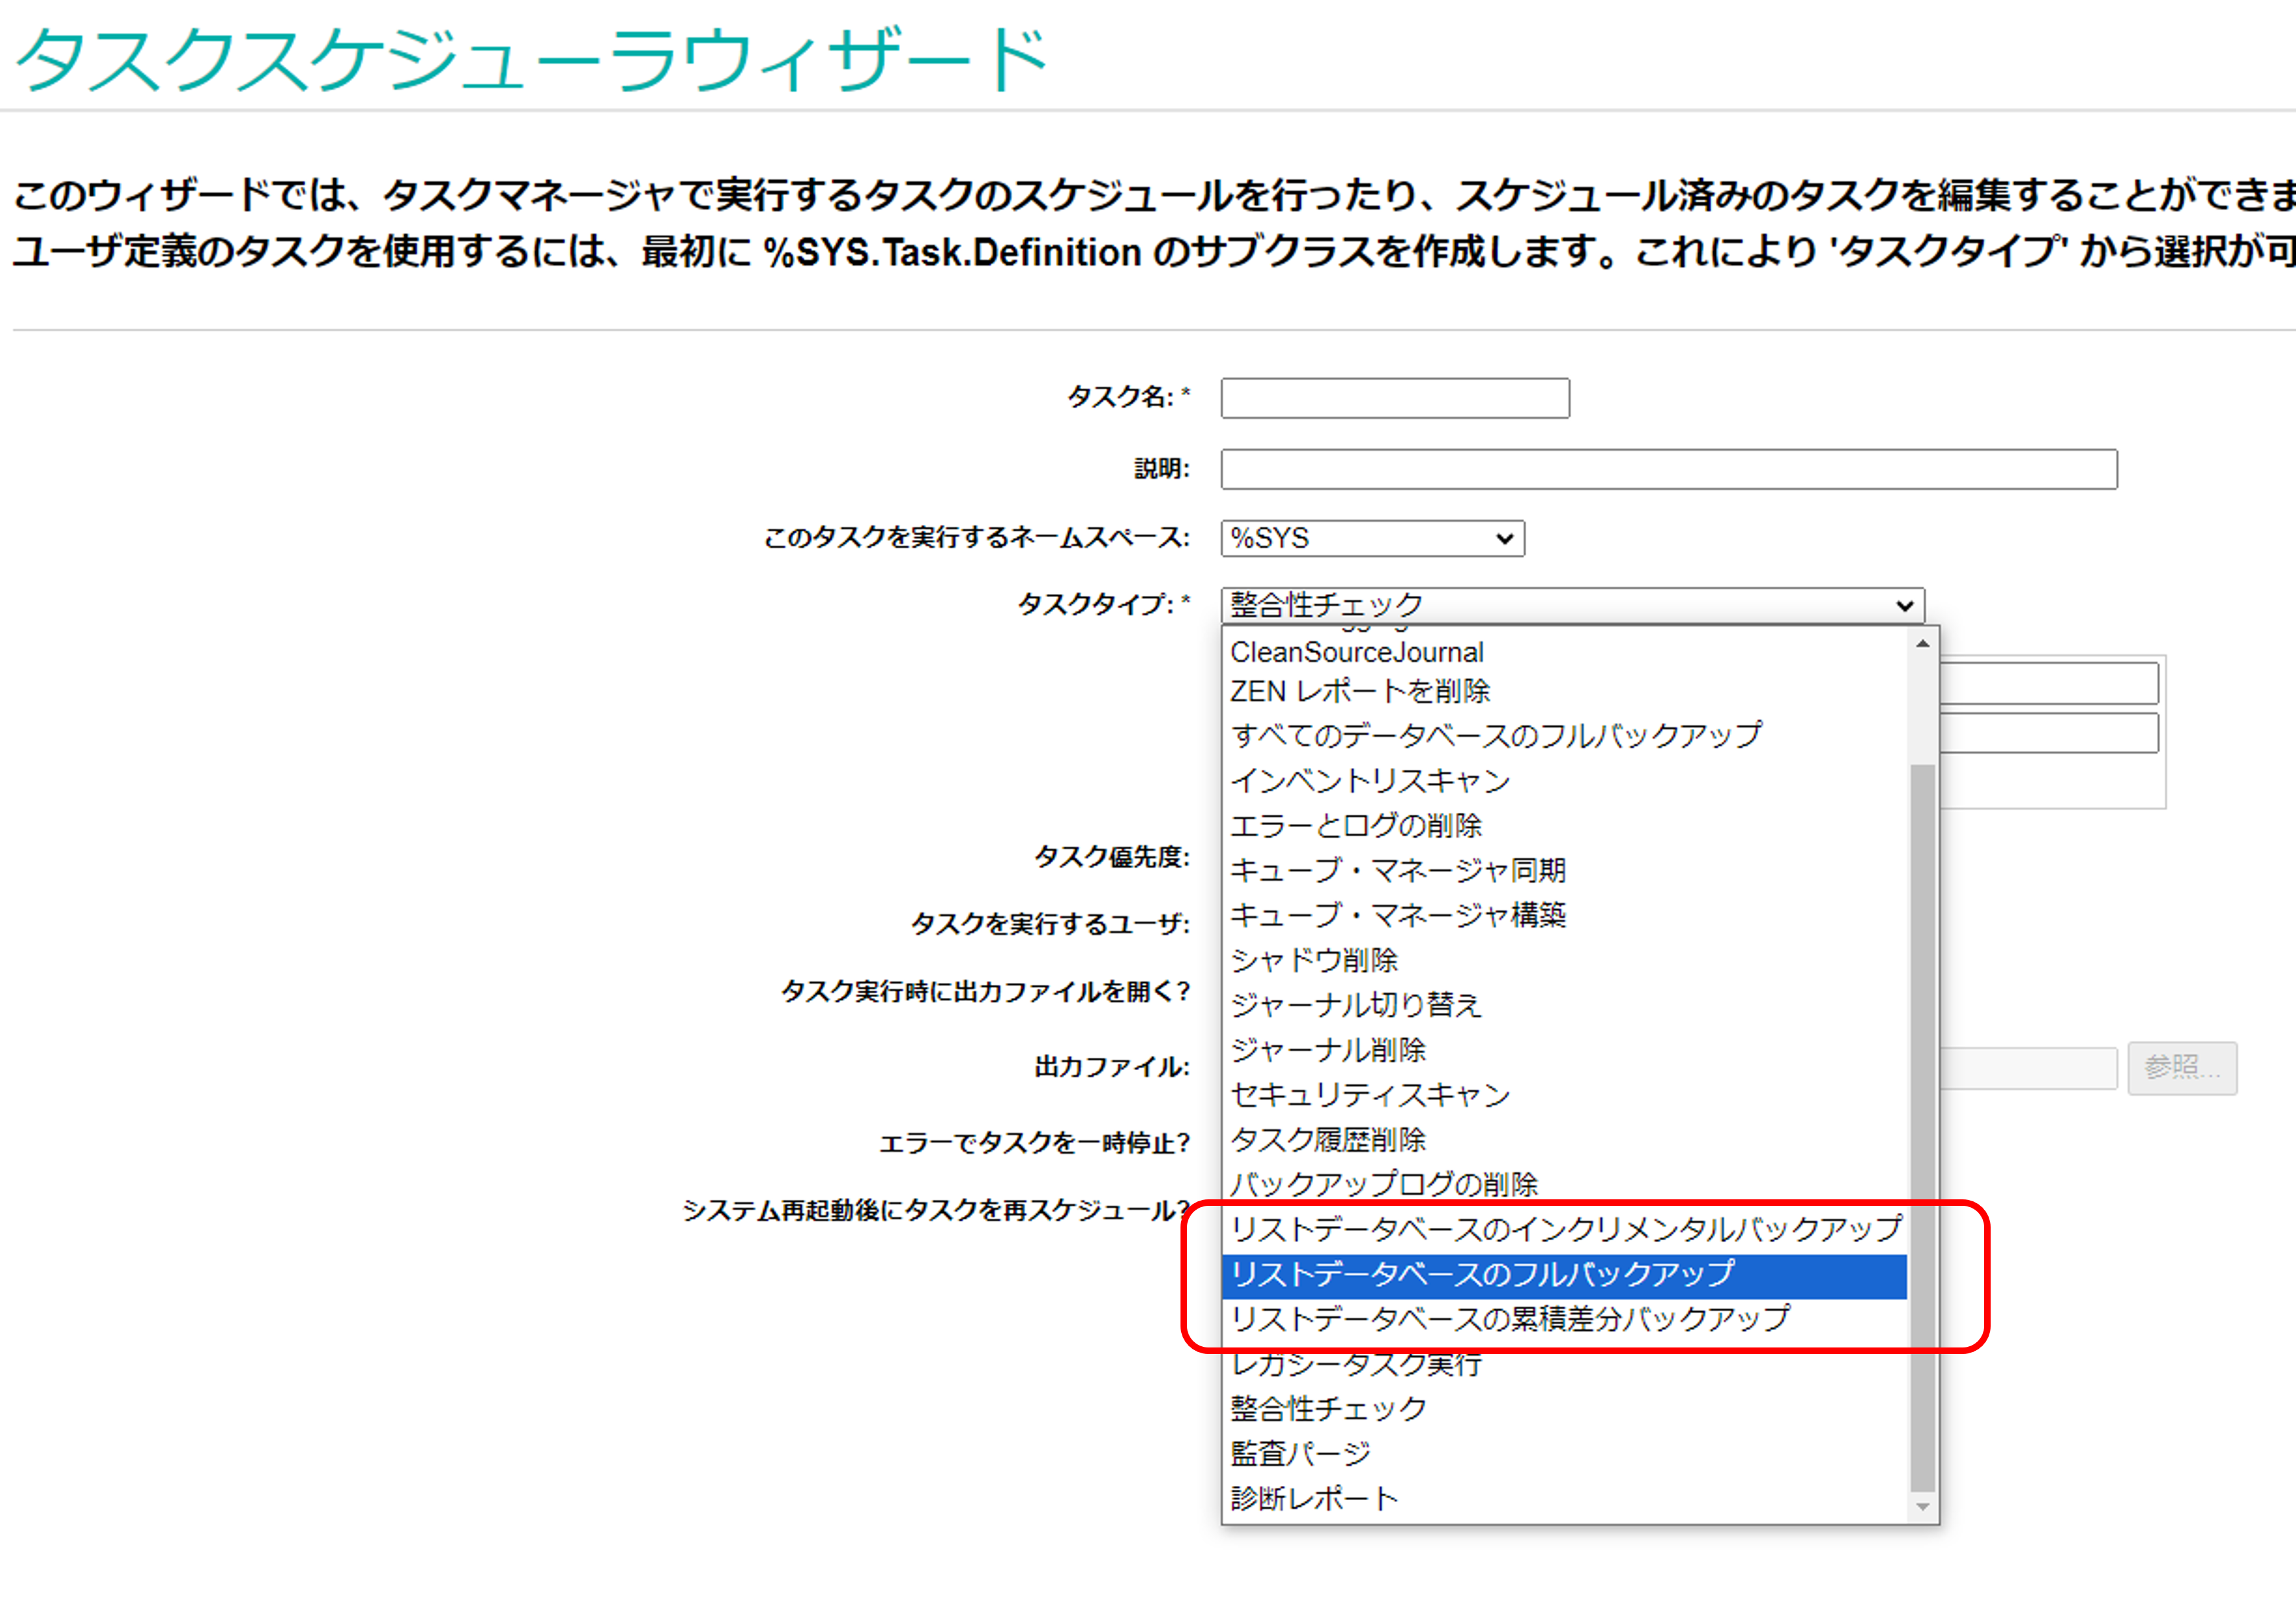 タスクスケジューラウィザード
このウィザードでは、タスクマネージャで実行するタスクのスケジュールを行ったり、スケジュール済みのタスクを編集することができま
ユーザ定義のタスクを使用するには、最初に %SYS.Task.Definition のサブクラスを作成します。これにより 'タスクタイプ' から選択が可
タスク名: *
説明:
このタスクを実行するネームスペース: %SYS
タスクタイプ: * 整合性チェック
CleanSourceJournal
ZEN レポートを削除
すべてのデータベースのフルバックアップ
インベントリスキャン
エラーとログの削除
キューブ・マネージャ同期
キューブ・マネージャ構築
シャドウ削除
ジャーナル切り替え
ジャーナル削除
セキュリティスキャン
タスク履歴削除
バックアップログの削除
リストデータベースのインクリメンタルバックアップ
リストデータベースのフルバックアップ
リストデータベースの累積差分バックアップ
レガシータスク実行
整合性チェック
監査パージ
診断レポート
タスク優先度:
タスクを実行するユーザ:
タスク実行時に出力ファイルを開く?
出力ファイル:
参照...
エラーでタスクを一時停止?
システム再起動後にタスクを再スケジュール?